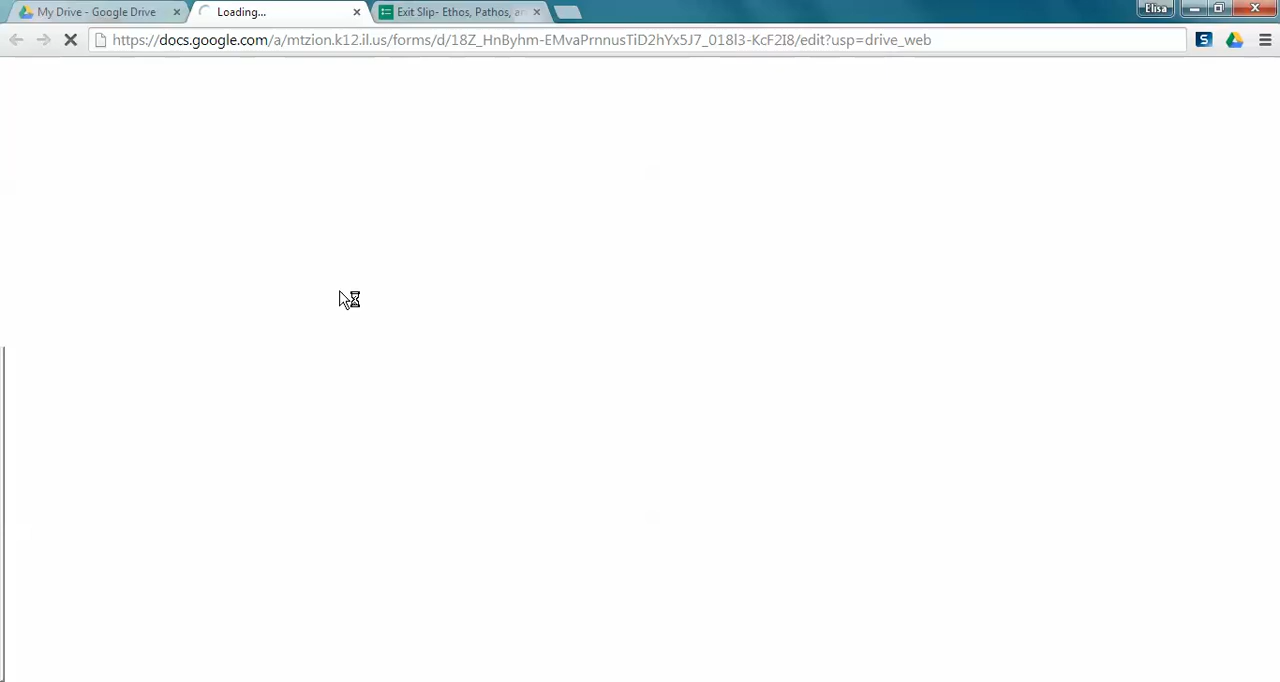 My Drive - Google Drive
Loading...
Exit Slip- Ethos, Pathos, an
Elisa
https://docs.google.com/a/mtzion.k12.il.us/forms/d/18Z_HnByhm-EMvaPrnnusTiD2hYx5J7_018l3-KcF2I8/edit?usp=drive_web
S